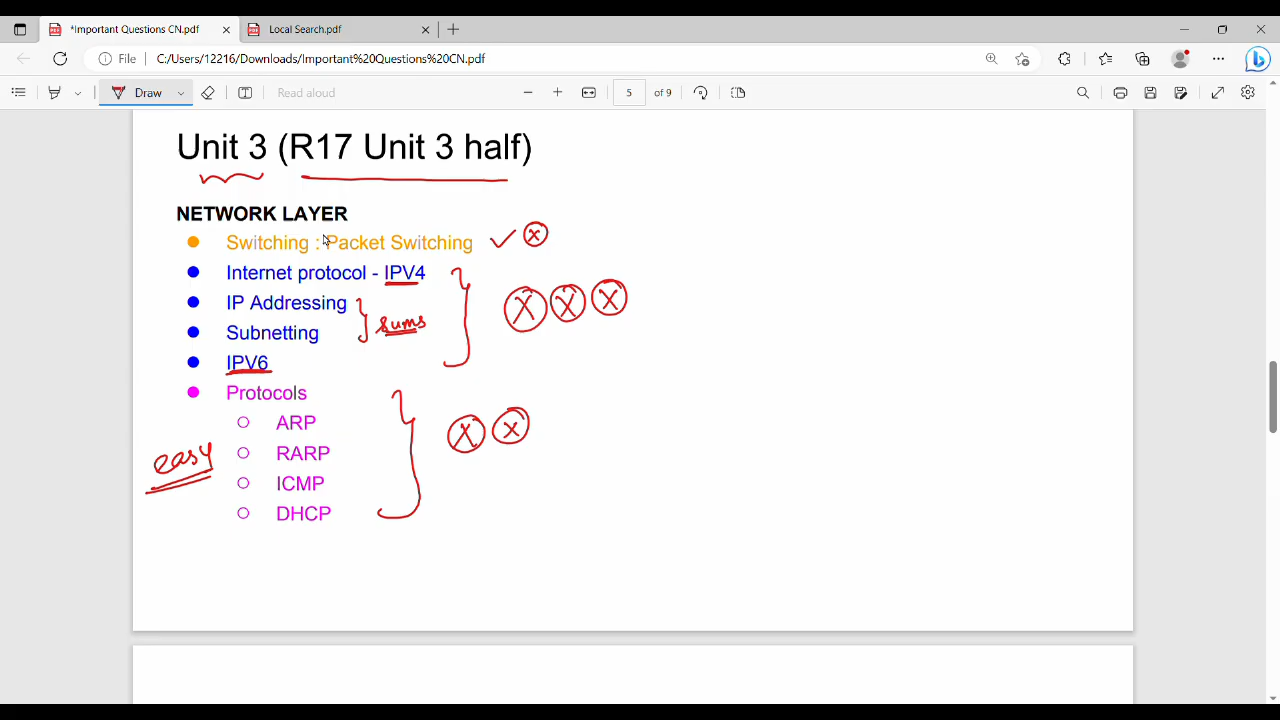 *Important Questions CN.pdf
Local Search.pdf
File
C:/Users/12216/Downloads/Important%20Questions%20CN.pdf
Draw
Read aloud
5
of 9
Unit 3 (R17 Unit 3 half)
NETWORK LAYER
Switching : Packet Switching
Internet protocol - IPV4
IP Addressing
sums
Subnetting
IPV6
Protocols
ARP
easy
RARP
ICMP
DHCP